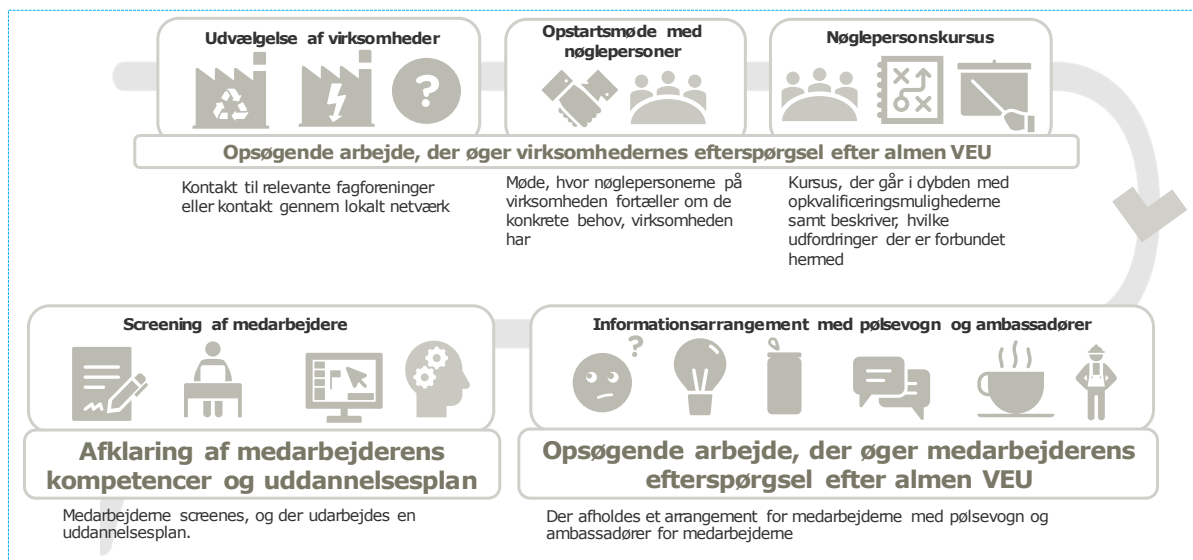 Udvælgelse af virksomheder
Opstartsmøde med
nøglepersoner
Nøglepersonskursus
?
Opsøgende arbejde, der øger virksomhedernes efterspørgsel efter almen VEU
Kontakt til relevante fagforeninger
eller kontakt gennem lokalt netværk
Møde, hvor nøglepersonerne på
virksomheden fortæller om de
konkrete behov, virksomheden
har
Kursus, der går i dybden med
opkvalificeringsmulighederne
samt beskriver, hvilke
udfordringer der er forbundet
hermed
Screening af medarbejdere
Informationsarrangement med pølsevogn og ambassadører
?
Afklaring af medarbejderens
kompetencer og uddannelsesplan
Opsøgende arbejde, der øger medarbejderens
efterspørgsel efter almen VEU
Medarbejderne screenes, og der udarbejdes en
uddannelsesplan.
Der afholdes et arrangement for medarbejderne med pølsevogn og
ambassadører for medarbejderne